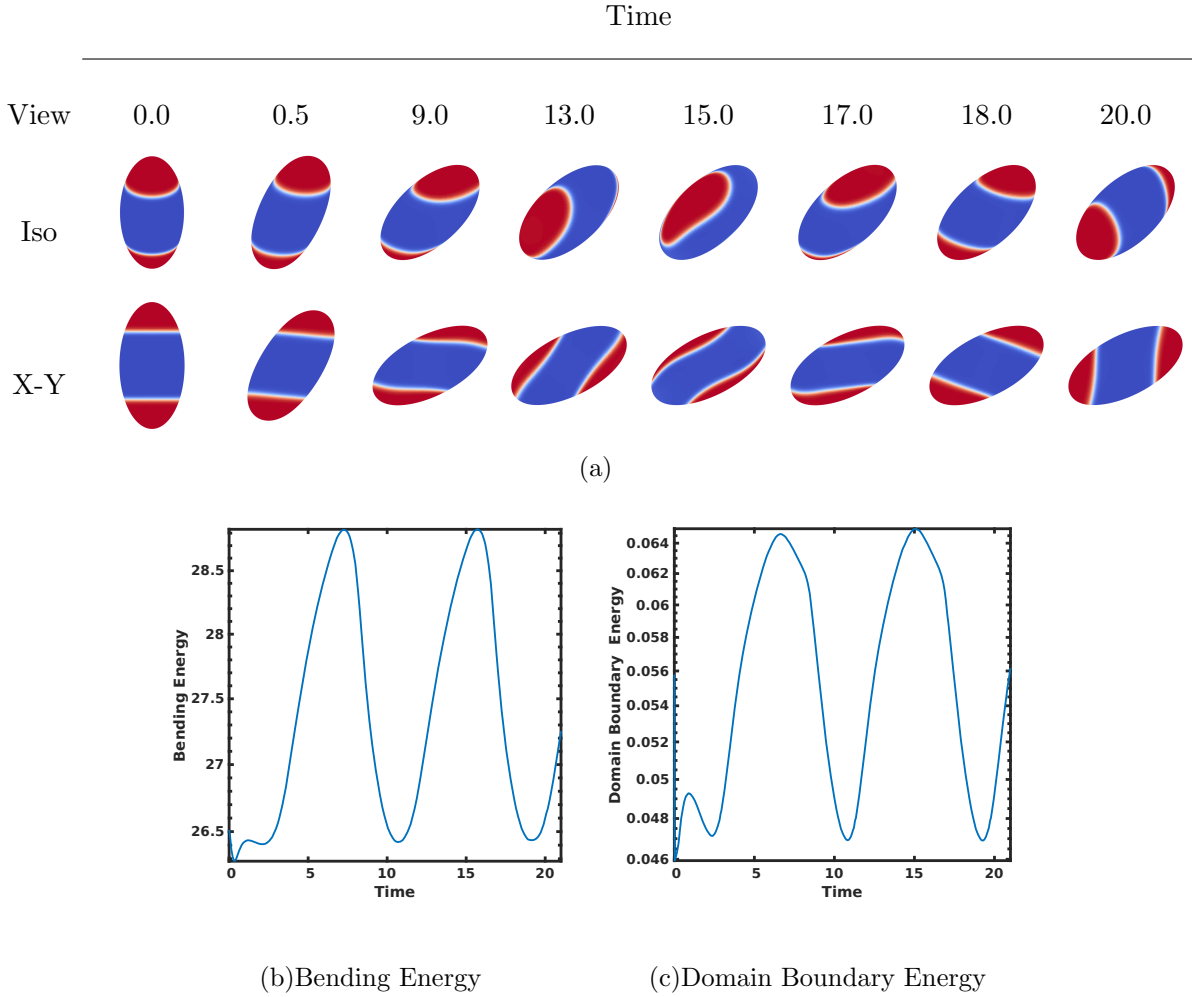 Time
View 0.0 0.5 9.0 13.0 15.0 17.0 18.0 20.0
Iso
X-Y
(a)
28.5
28
27.5
27
26.5
Bending Energy
0 5 10 15 20
Time
0.064
0.062
0.06
0.058
0.056
0.054
0.052
0.05
0.048
0.046
Domain Boundary Energy
0 5 10 15 20
Time
(b)Bending Energy
(c)Domain Boundary Energy